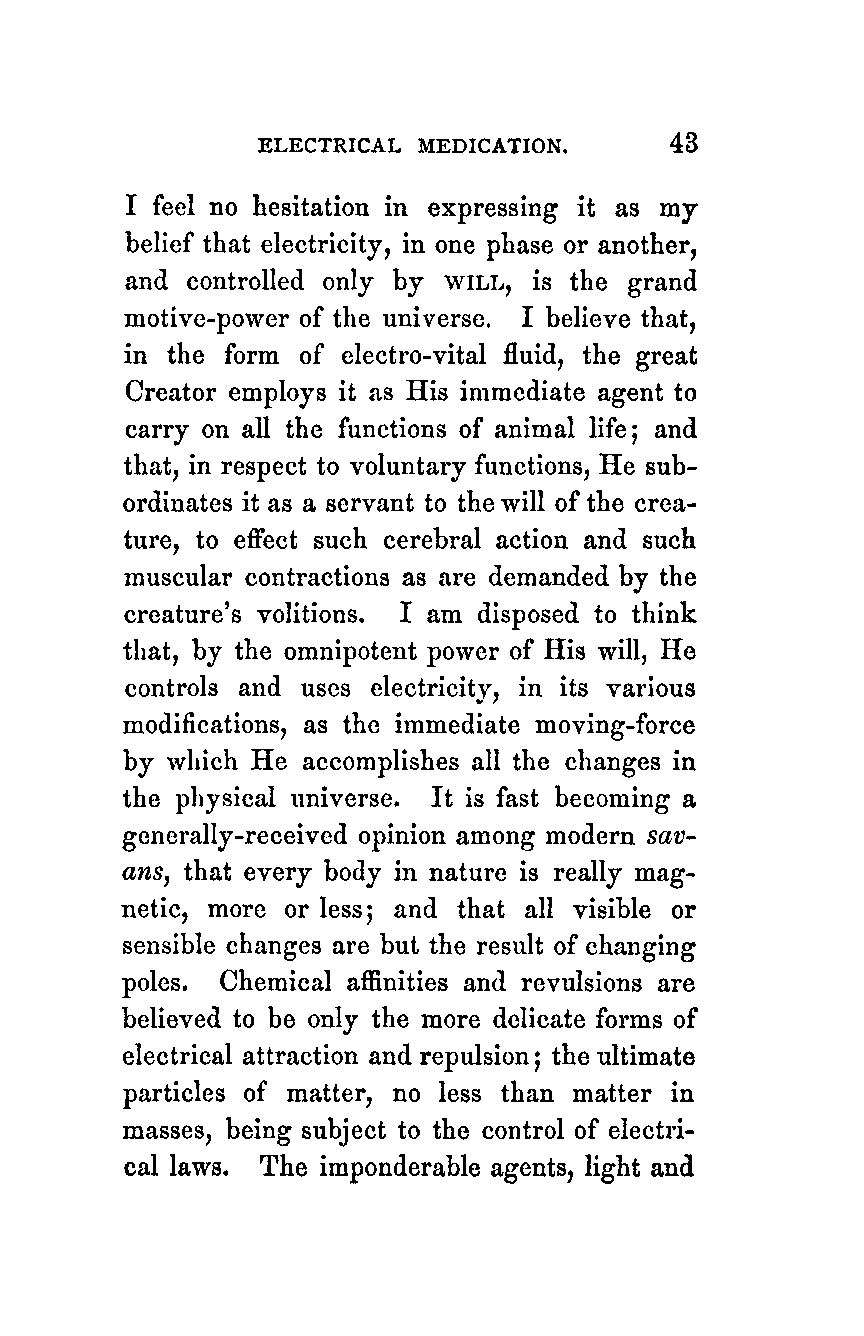 ELECTRICAL MEDICATION. 43
I feel no hesitation in expressing it as my
belief that electricity, in one phase or another,
and controlled only by WILL, is the grand
motive-power of the universe. I believe that,
in the form of electro-vital fluid, the great
Creator employs it as His immediate agent to
carry on all the functions of animal life; and
that, in respect to voluntary functions, He sub-
ordinates it as a servant to the will of the crea-
ture, to effect such cerebral action and such
muscular contractions as are demanded by the
creature's volitions. I am disposed to think
that, by the omnipotent power of His will, He
controls and uses electricity, in its various
modifications, as the immediate moving-force
by which He accomplishes all the changes in
the physical universe. It is fast becoming a
generally-received opinion among modern sav-
ans, that every body in nature is really mag-
netic, more or less; and that all visible or
sensible changes are but the result of changing
poles. Chemical affinities and revulsions are
believed to be only the more delicate forms of
electrical attraction and repulsion; the ultimate
particles of matter, no less than matter in
masses, being subject to the control of electri-
cal laws. The imponderable agents, light and